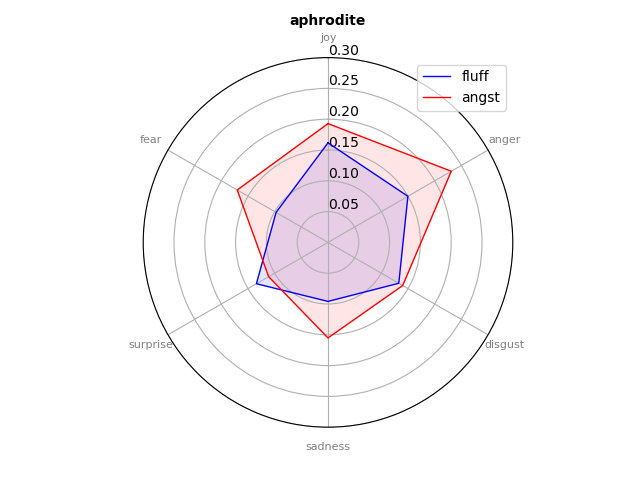 aphrodite
joy
0.30
0.25
0.20
0.15
0.10
0.05
fluff
angst
fear
anger
surprise
disgust
sadness